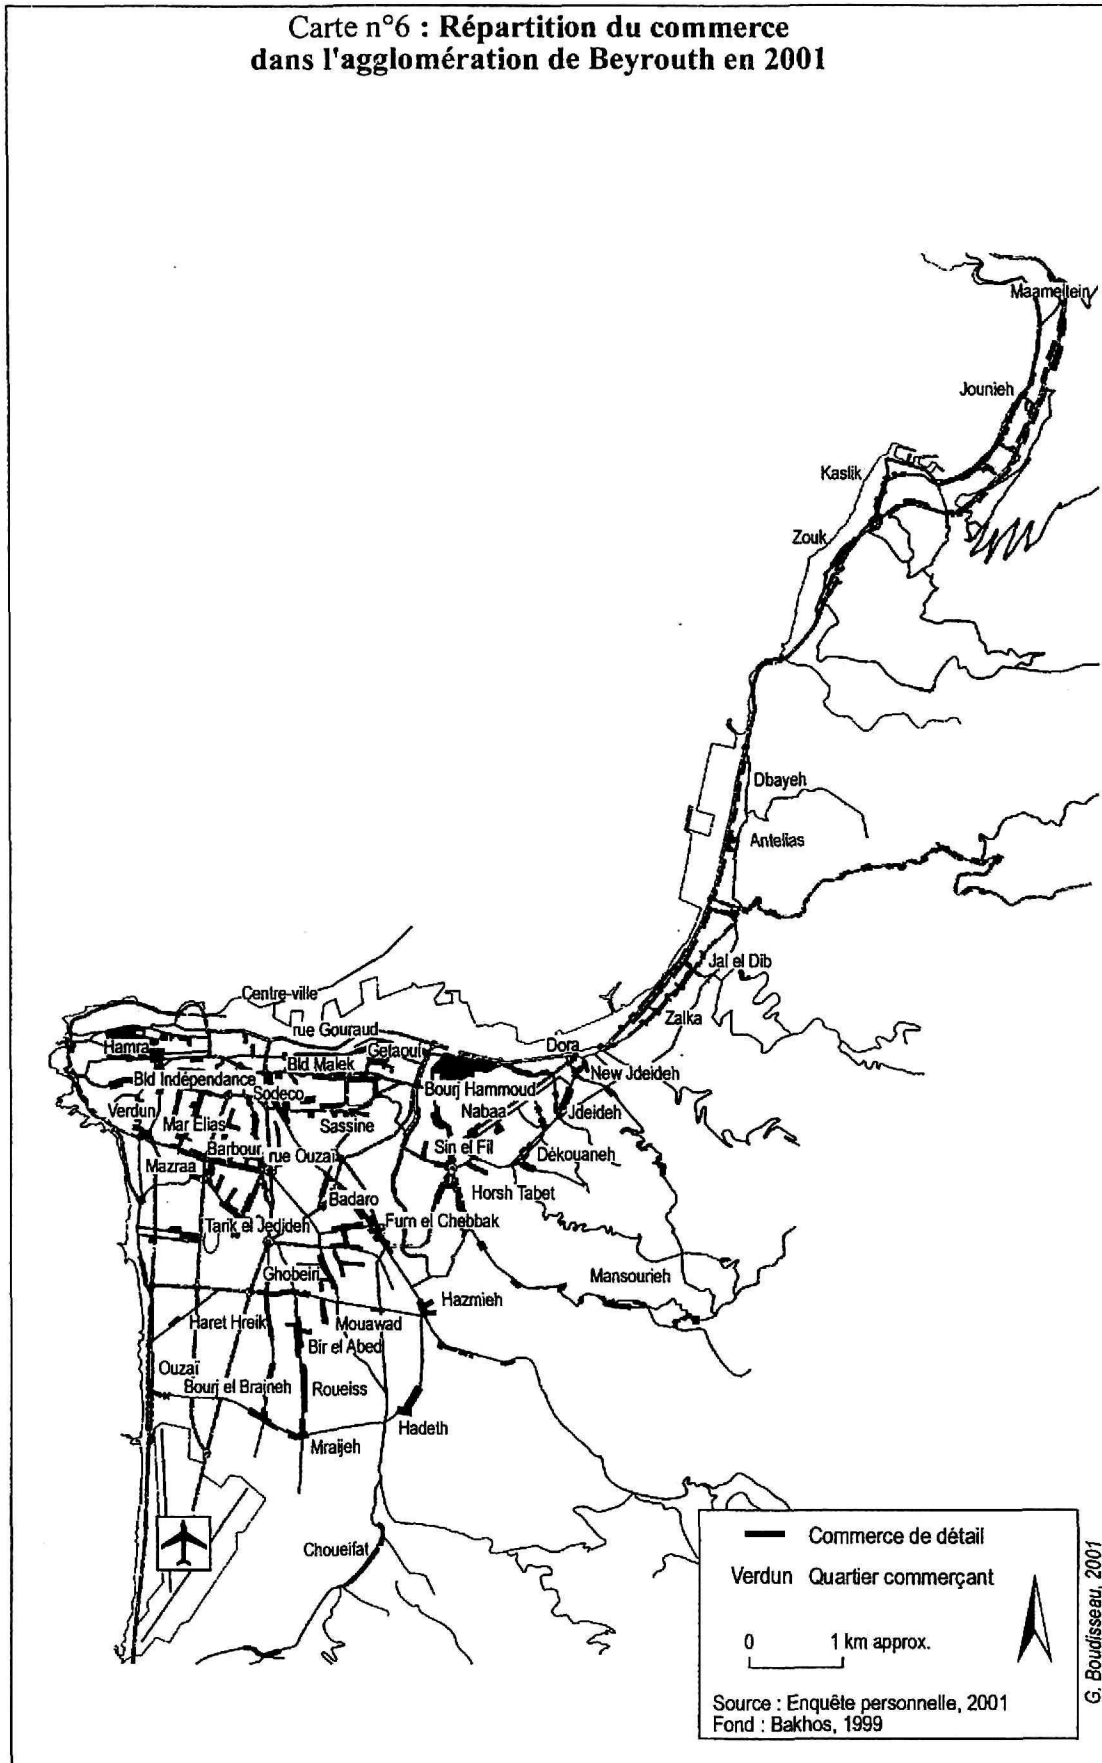 Carte n°6 : Répartition du commerce
dans l'agglomération de Beyrouth en 2001
Maameltein
Jounieh
Kaslik
Zouk
Dbayeh
Antelias
Jal el Dib
Zalka
Centre-ville
rue Gouraud
Dora
Hamra
Getaoui
Bld Malek
New Jdeideh
Bld Indépendance
Bourj Hammoud
Sodeco
Verdun
Nabaa
Jdeideh
Mar Elias
Sassine
Sin el Fil
Barbour
rue Ouzaï
Dékouaneh
Mazraa
Horsh Tabet
Badaro
Tarik el Jedideh
Furn el Chebbak
Ghobeiri
Mansourieh
Hazmieh
Haret Hreik
Mouawad
Bir el Abed
Ouzaï
Bourj el Brajneh
Roueiss
Hadeth
Mraijeh
Choueifat
Commerce de détail
Verdun Quartier commerçant
0 1 km approx.
Source : Enquête personnelle, 2001
Fond : Bakhos, 1999
G. Boudisseau, 2001